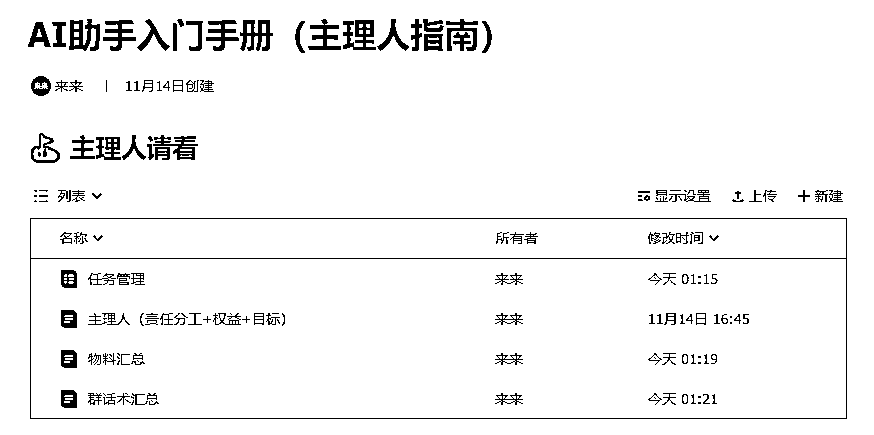 AI助手入门手册（主理人指南）
来来 | 11月14日创建
主理人请看
列表 显示设置 上传 新建
名称 所有者 修改时间
任务管理 来来 今天 01:15
主理人（责任分工+权益+目标） 来来 11月14日 16:45
物料汇总 来来 今天 01:19
群话术汇总 来来 今天 01:21